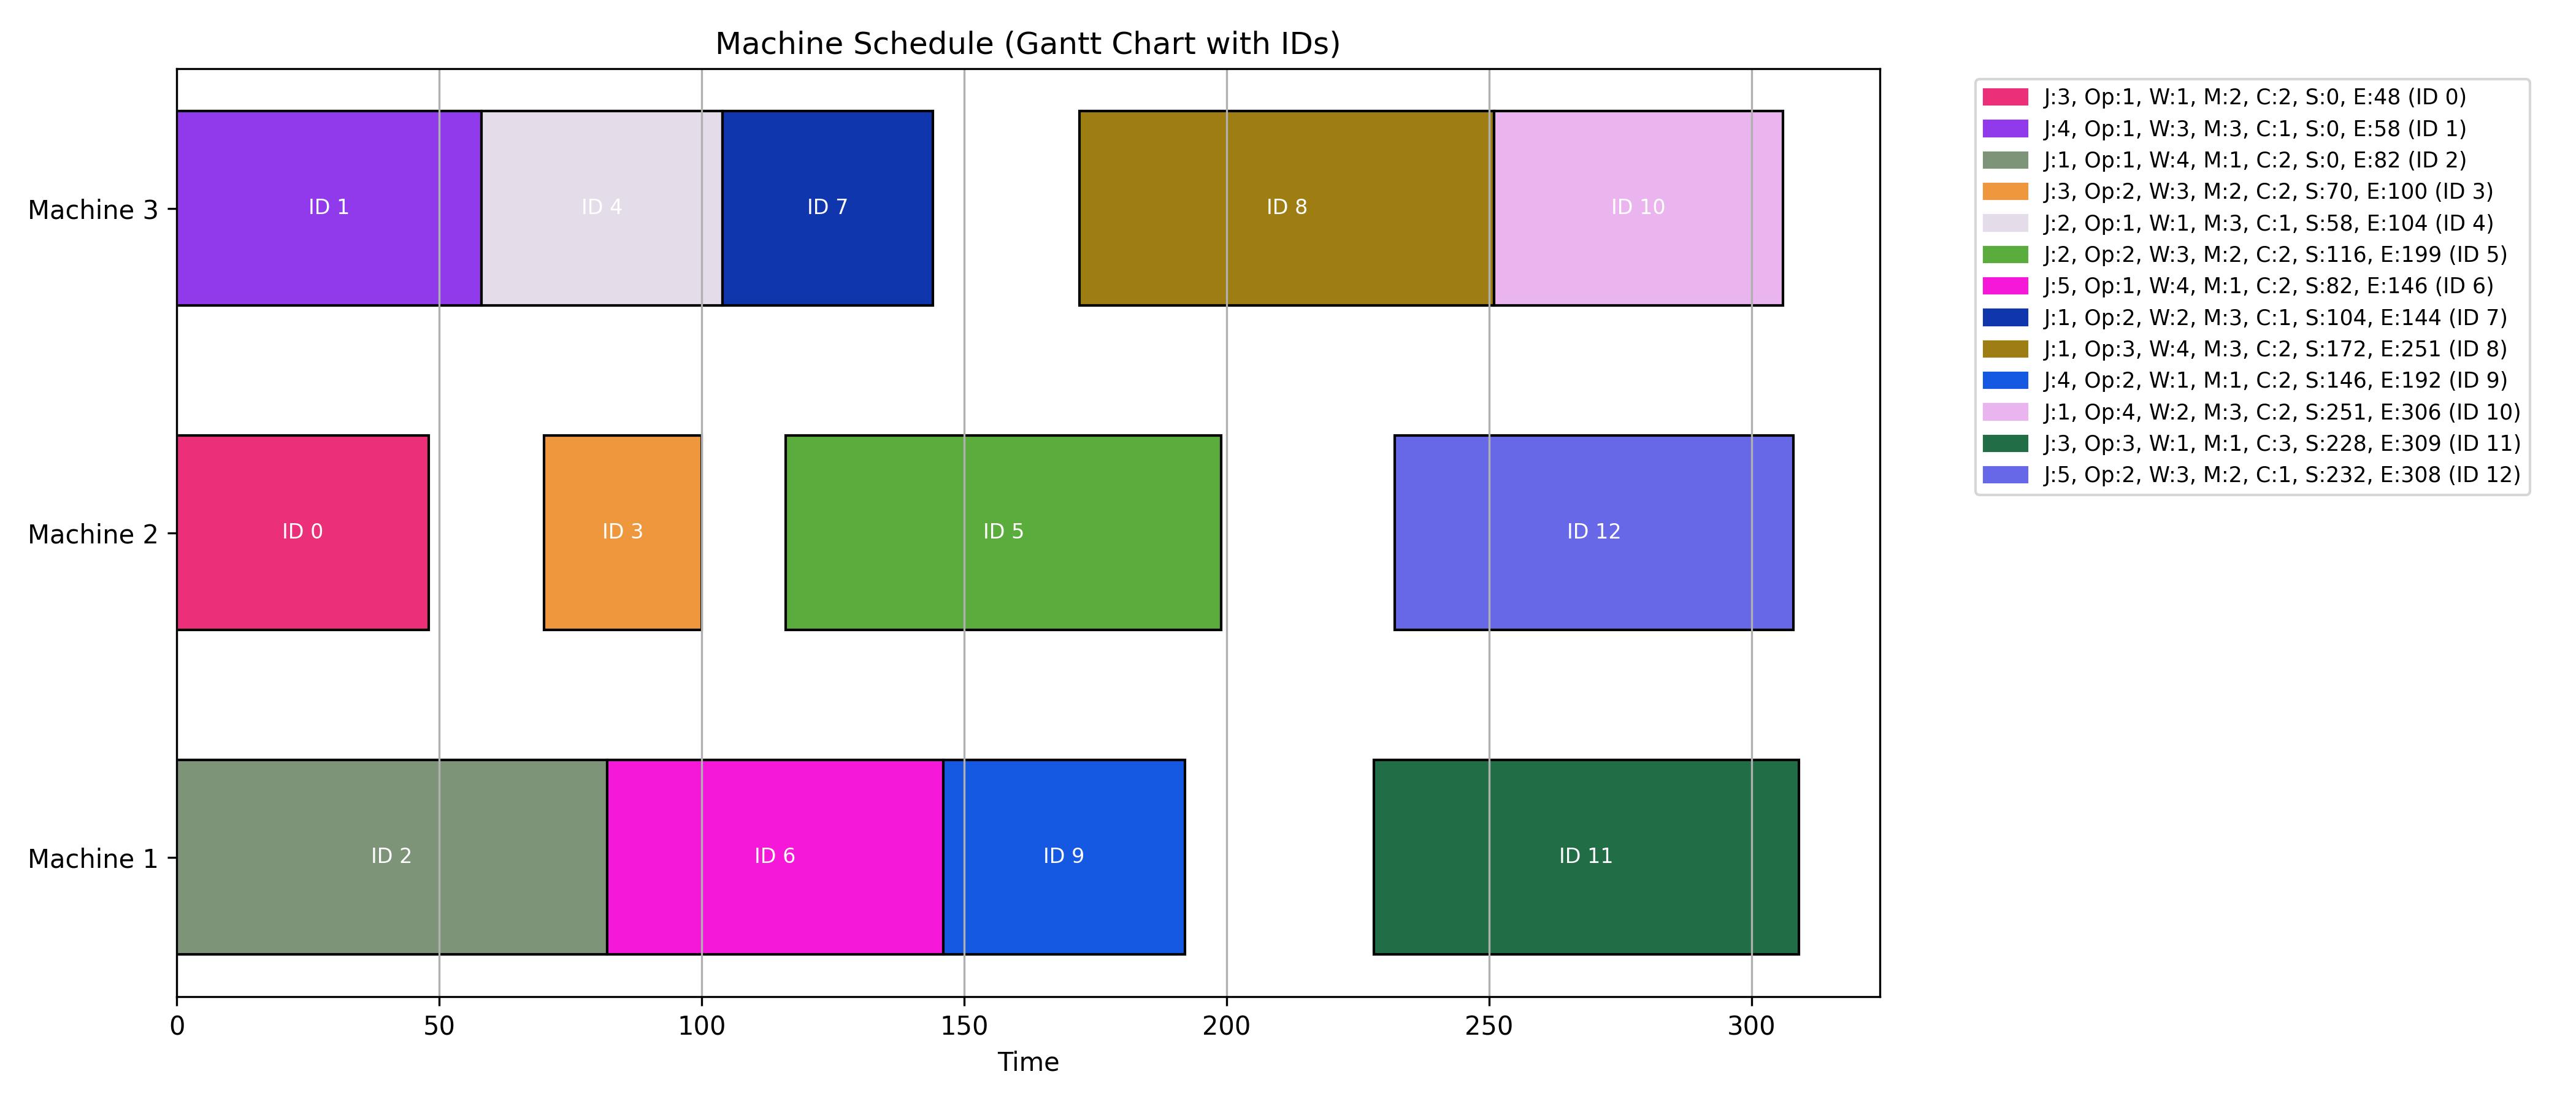 Machine Schedule (Gantt Chart with IDs)
Machine 3
ID 1
ID 4
ID 7
ID 8
ID 10
Machine 2
ID 0
ID 3
ID 5
ID 12
Machine 1
ID 2
ID 6
ID 9
ID 11
0 50 100 150 200 250 300
Time
J:3, Op:1, W:1, M:2, C:2, S:0, E:48 (ID 0)
J:4, Op:1, W:3, M:3, C:1, S:0, E:58 (ID 1)
J:1, Op:1, W:4, M:1, C:2, S:0, E:82 (ID 2)
J:3, Op:2, W:3, M:2, C:2, S:70, E:100 (ID 3)
J:2, Op:1, W:1, M:3, C:1, S:58, E:104 (ID 4)
J:2, Op:2, W:3, M:2, C:2, S:116, E:199 (ID 5)
J:5, Op:1, W:4, M:1, C:2, S:82, E:146 (ID 6)
J:1, Op:2, W:2, M:3, C:1, S:104, E:144 (ID 7)
J:1, Op:3, W:4, M:3, C:2, S:172, E:251 (ID 8)
J:4, Op:2, W:1, M:1, C:2, S:146, E:192 (ID 9)
J:1, Op:4, W:2, M:3, C:2, S:251, E:306 (ID 10)
J:3, Op:3, W:1, M:1, C:3, S:228, E:309 (ID 11)
J:5, Op:2, W:3, M:2, C:1, S:232, E:308 (ID 12)